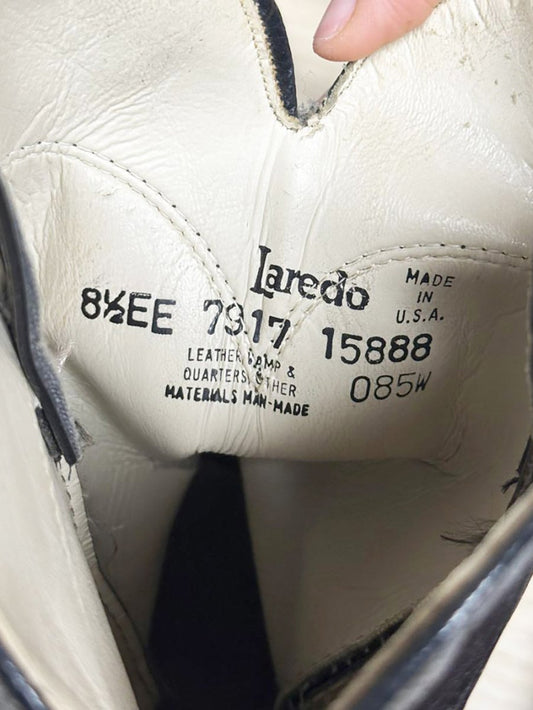 Laredo
MADE
IN
U.S.A.
8½EE 7917 15888
LEATHER VAMP &
QUARTERS OTHER
MATERIALS MAN-MADE
085W